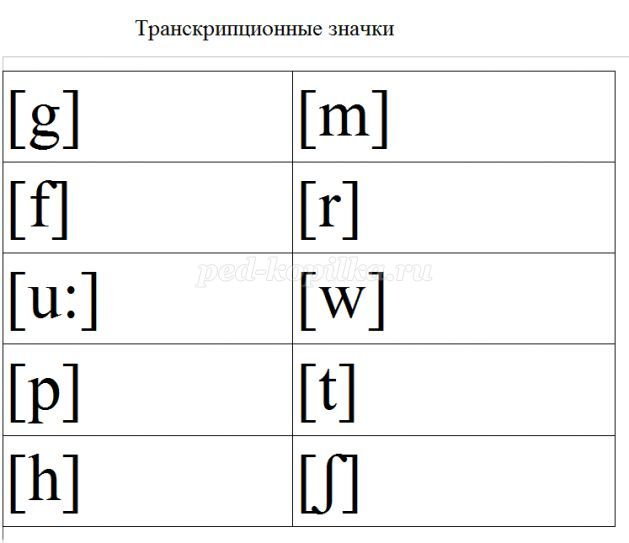 Транскрипционные значки
[g] [m]
[f] [r]
ped-kopilka.ru
[u:] [w]
[p] [t]
[h] [ʃ]